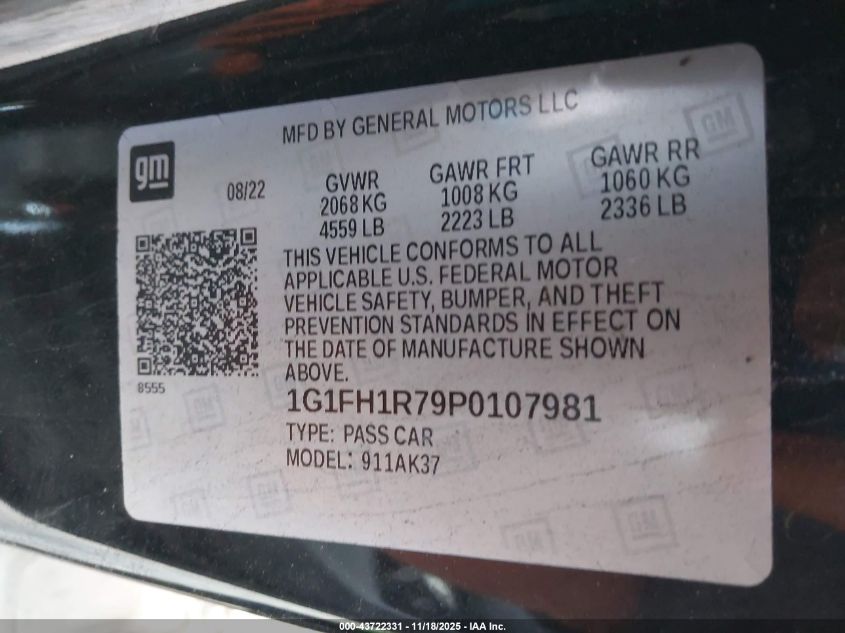 MFD BY GENERAL MOTORS LLC
gm
08/22
GVWR
2068 KG
4559 LB
GAWR FRT
1008 KG
2223 LB
GAWR RR
1060 KG
2336 LB
THIS VEHICLE CONFORMS TO ALL
APPLICABLE U.S. FEDERAL MOTOR
VEHICLE SAFETY, BUMPER, AND THEFT
PREVENTION STANDARDS IN EFFECT ON
THE DATE OF MANUFACTURE SHOWN
ABOVE.
8555
1G1FH1R79P0107981
TYPE: PASS CAR
MODEL: 911AK37
GM
GM
GM
000-43722331 - 11/18/2025 - IAA Inc.